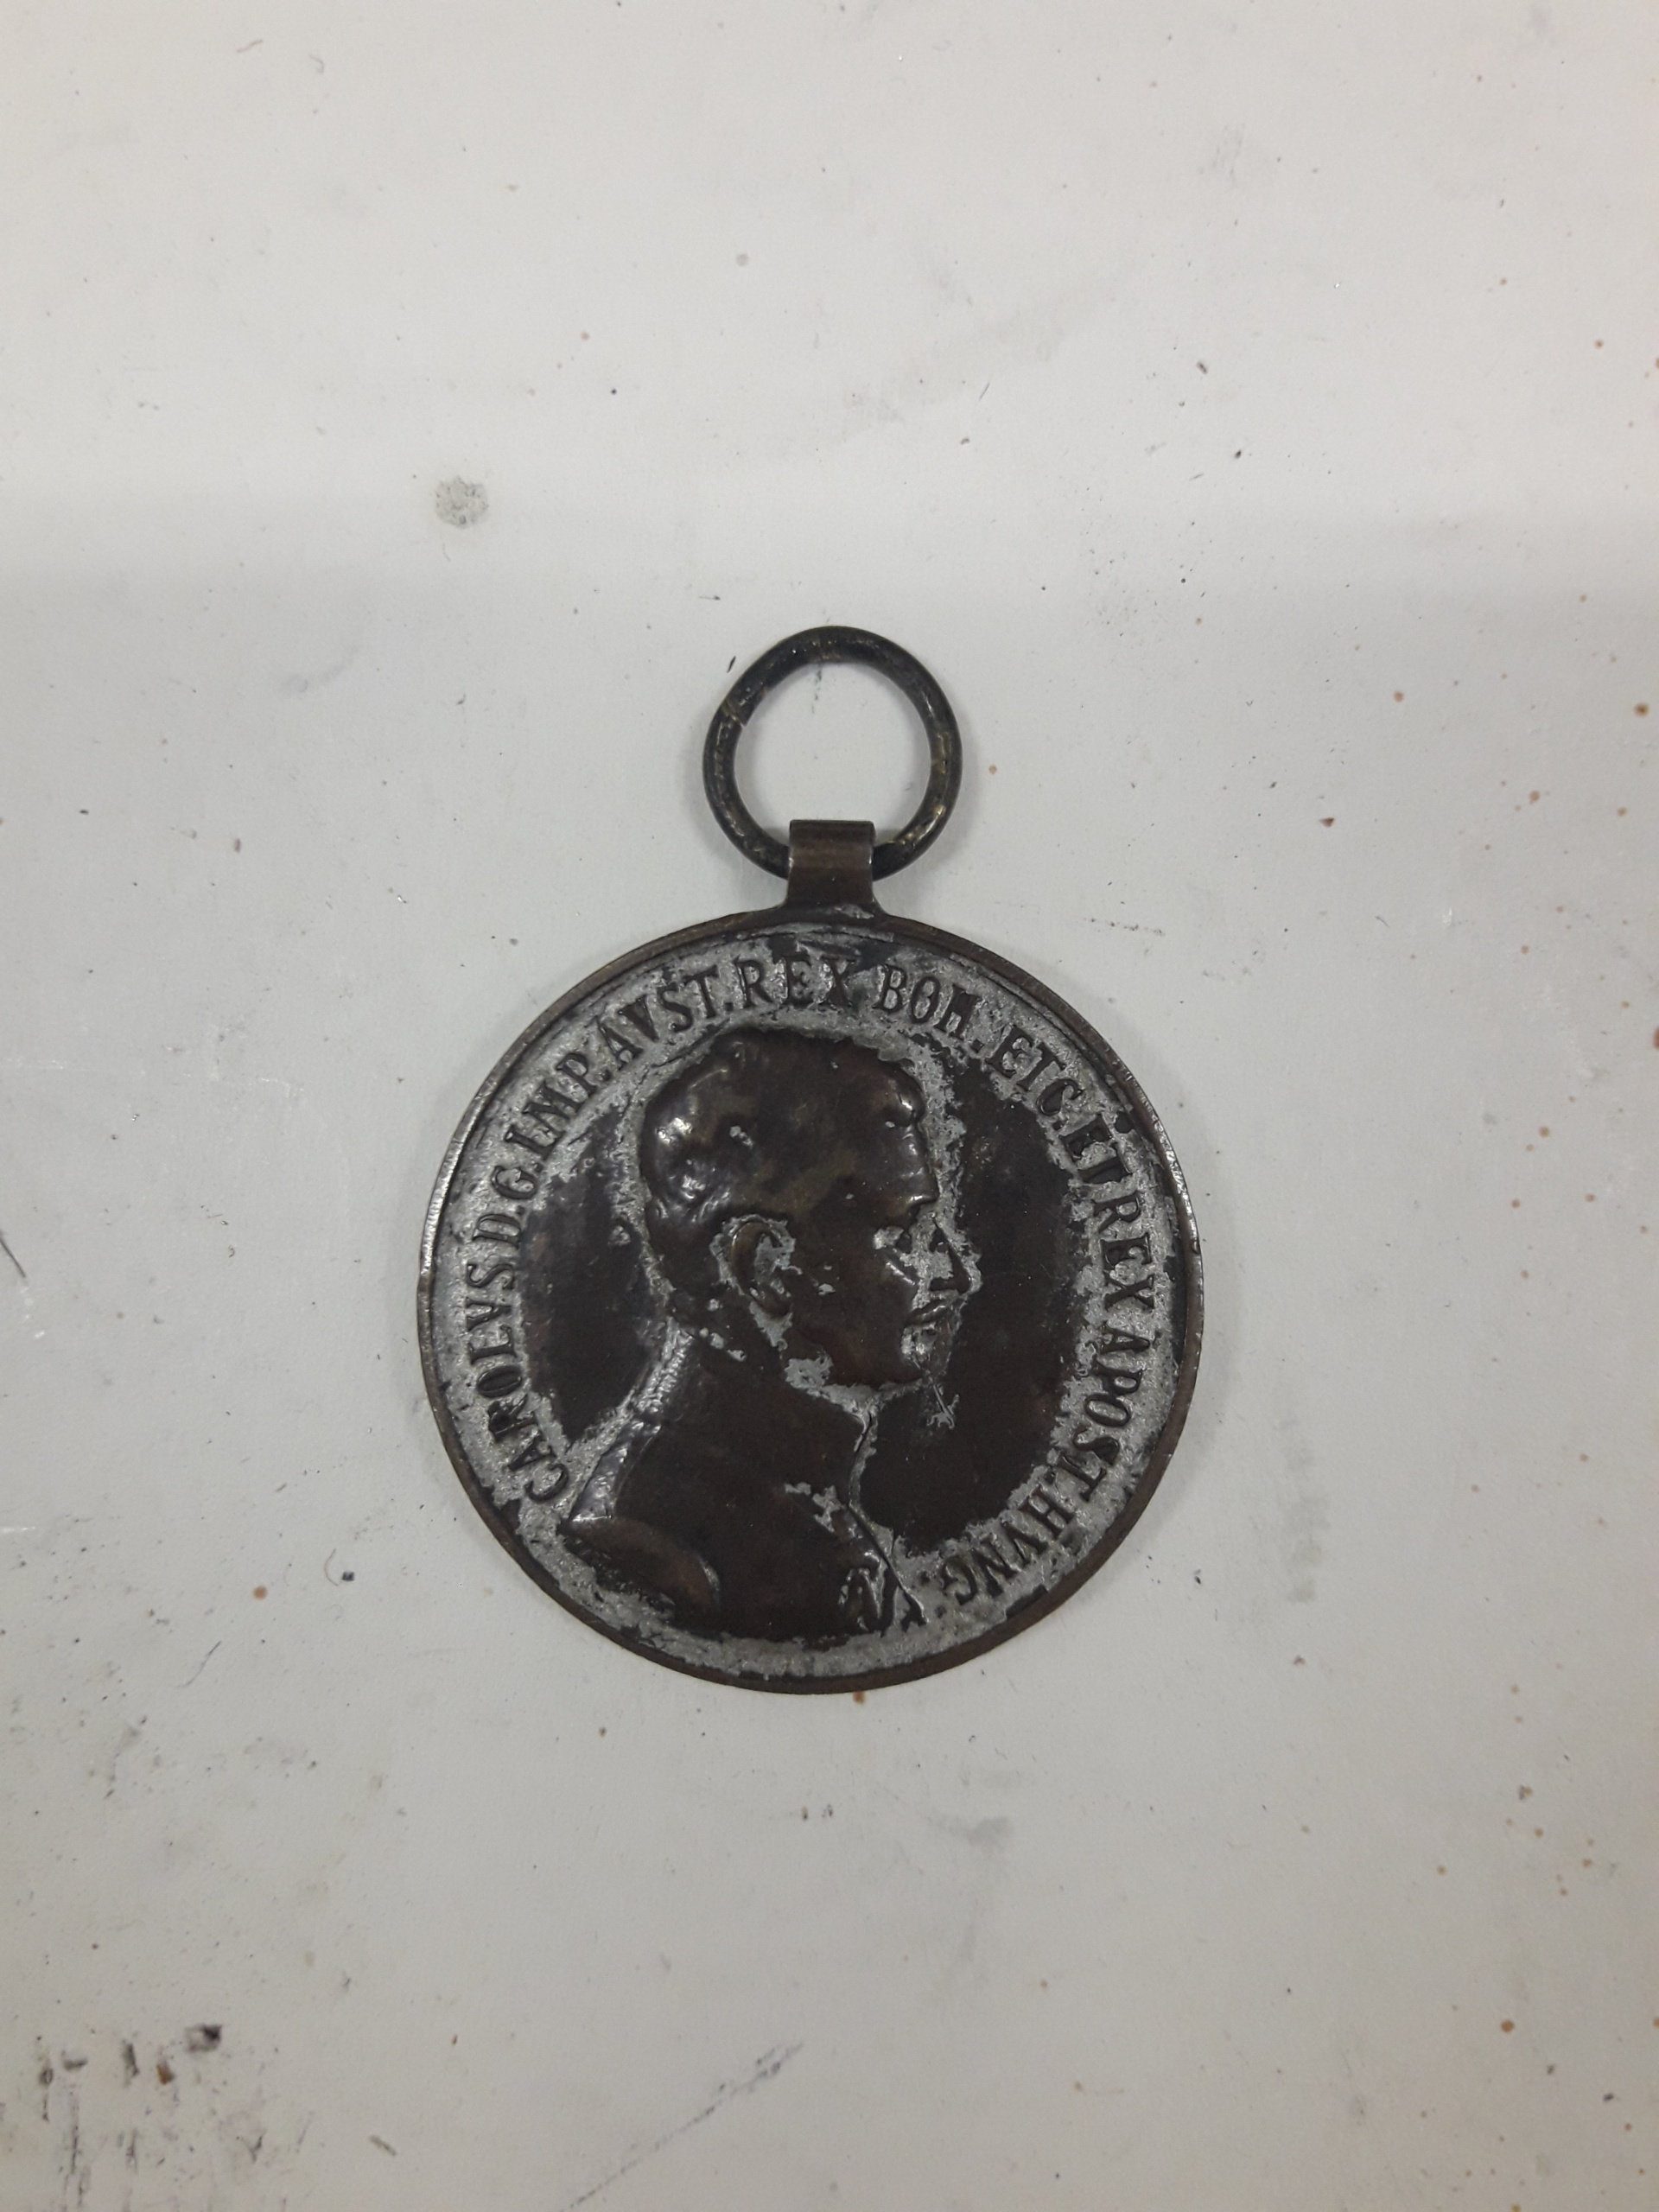 CAROLVS.D.G.IMP.AVST.REX BOH. ETC.ET REX APOST.HVNG.